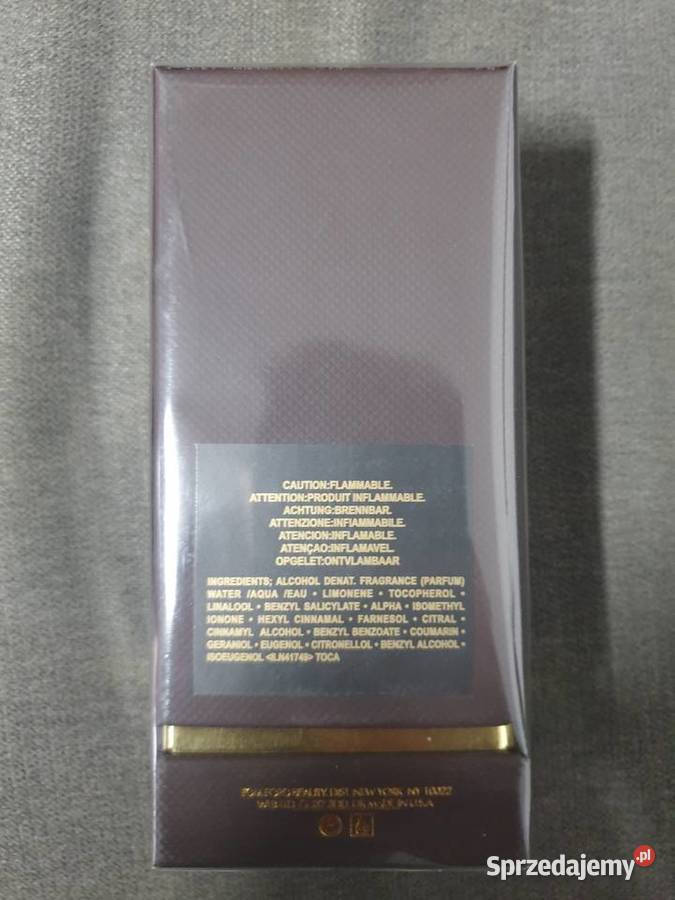 CAUTION:FLAMMABLE.
ATTENTION:PRODUIT INFLAMMABLE.
ACHTUNG:BRENNBAR.
ATTENZIONE:INFIAMMABILE.
ATENCION:INFLAMABLE.
ATENÇAO:INFLAMAVEL.
OPGELET:ONTVLAMBAAR
INGREDIENTS; ALCOHOL DENAT. FRAGRANCE (PARFUM)
WATER /AQUA /EAU • LIMONENE • TOCOPHEROL •
LINALOOL • BENZYL SALICYLATE • ALPHA • ISOMETHYL
IONONE • HEXYL CINNAMAL • FARNESOL • CITRAL •
CINNAMYL ALCOHOL • BENZYL BENZOATE • COUMARIN •
GERANIOL • EUGENOL • CITRONELLOL • BENZYL ALCOHOL •
ISOEUGENOL <ILN41749> TOCA
TOM FORD BEAUTY, DIST. NEW YORK, NY 10022
MADE IN U.S.A
Sprzedajemy.pl